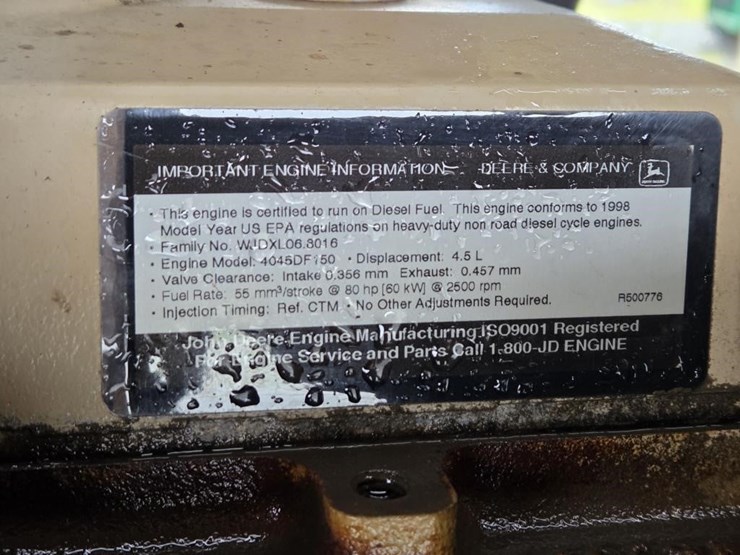 IMPORTANT ENGINE INFORMATION - DEERE & COMPANY
• This engine is certified to run on Diesel Fuel. This engine conforms to 1998
Model Year US EPA regulations on heavy-duty non road diesel cycle engines.
• Family No. WJDXL06.8016
• Engine Model: 4045DF150 • Displacement: 4.5 L
• Valve Clearance: Intake 0.356 mm Exhaust: 0.457 mm
• Fuel Rate: 55 mm³/stroke @ 80 hp [60 kW] @ 2500 rpm
• Injection Timing: Ref. CTM • No Other Adjustments Required. R500776
John Deere Engine Manufacturing ISO9001 Registered
For Engine Service and Parts Call 1-800-JD ENGINE